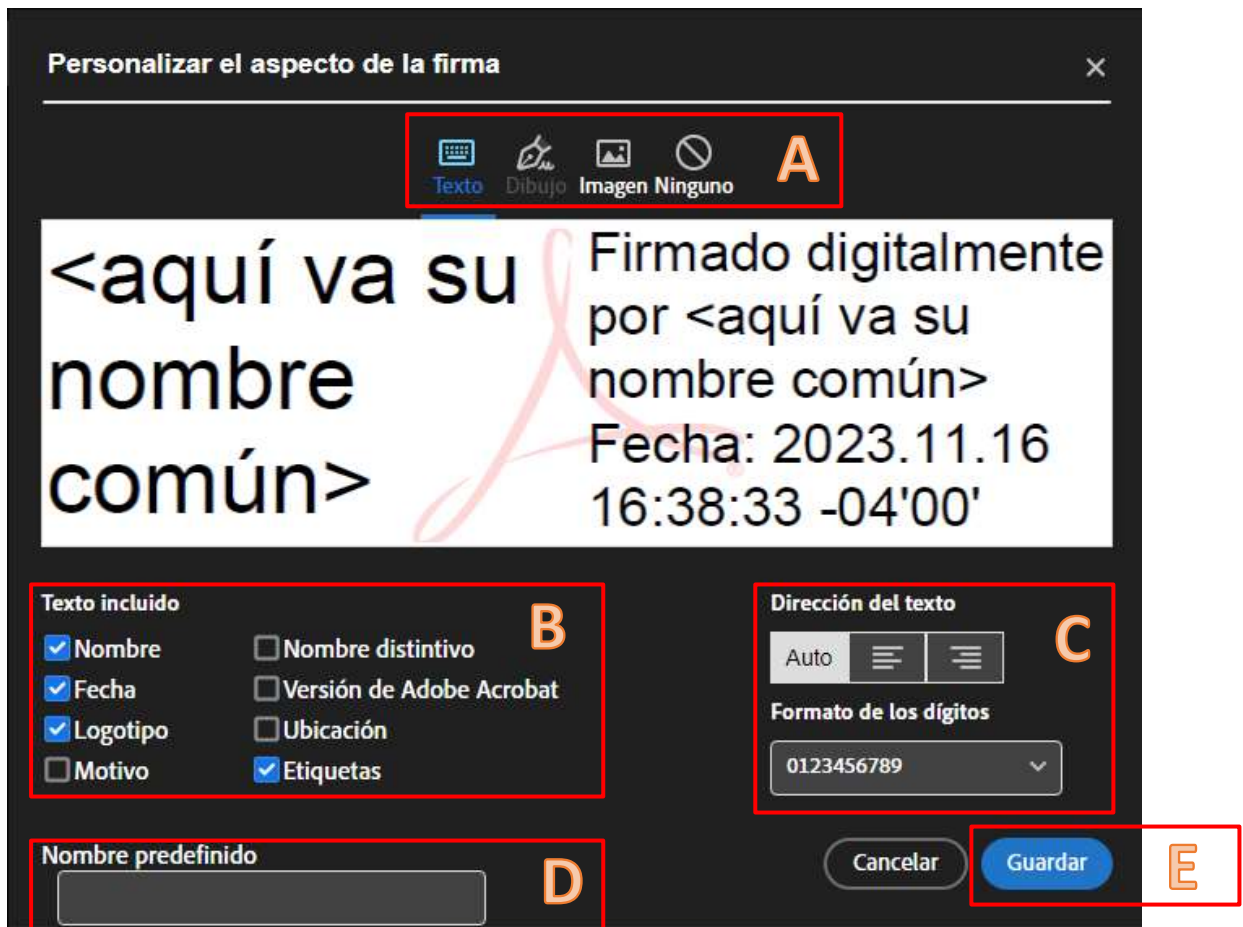 Personalizar el aspecto de la firma ×
Texto Dibujo Imagen Ninguno A
<aquí va su
nombre
común>
Firmado digitalmente
por <aquí va su
nombre común>
Fecha: 2023.11.16
16:38:33 -04'00'
Texto incluido B
Nombre Nombre distintivo
Fecha Versión de Adobe Acrobat
Logotipo Ubicación
Motivo Etiquetas
Dirección del texto C
Auto
Formato de los dígitos
0123456789
Nombre predefinido D
Cancelar Guardar E